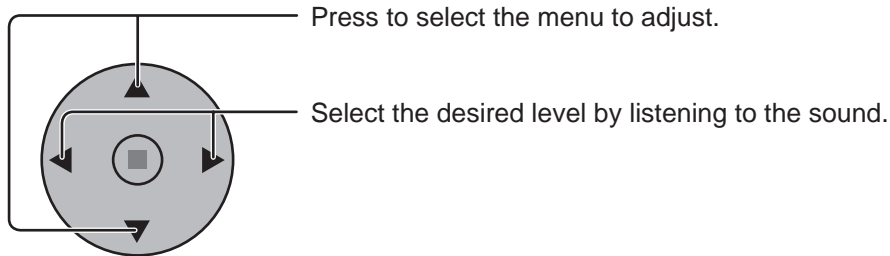 Press to select the menu to adjust.
Select the desired level by listening to the sound.